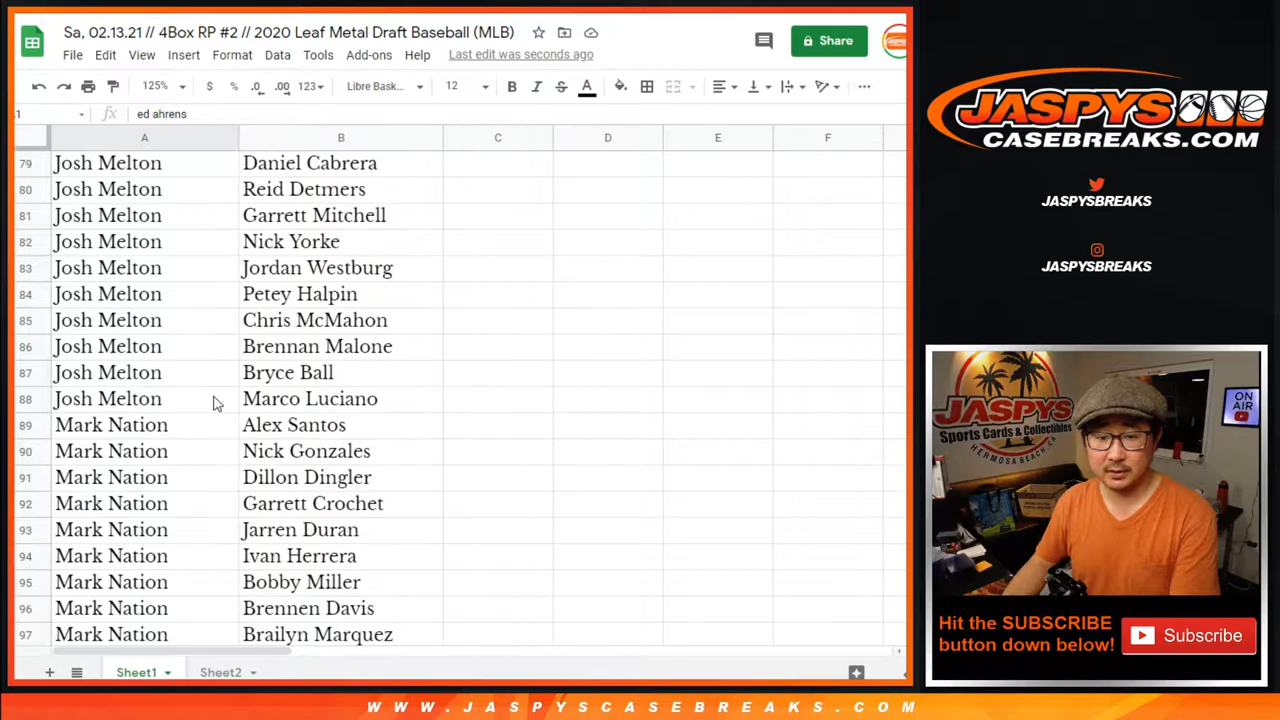 Sa, 02.13.21 // 4Box RP #2 // 2020 Leaf Metal Draft Baseball (MLB)
File Edit View Insert Format Data Tools Add-ons Help Last edit was seconds ago
Share
125% $ % .0 .00 123 Libre Bask... 12 B I S A
1 fx ed ahrens
A B C D E F
79 Josh Melton Daniel Cabrera
80 Josh Melton Reid Detmers
81 Josh Melton Garrett Mitchell
82 Josh Melton Nick Yorke
83 Josh Melton Jordan Westburg
84 Josh Melton Petey Halpin
85 Josh Melton Chris McMahon
86 Josh Melton Brennan Malone
87 Josh Melton Bryce Ball
88 Josh Melton Marco Luciano
89 Mark Nation Alex Santos
90 Mark Nation Nick Gonzales
91 Mark Nation Dillon Dingler
92 Mark Nation Garrett Crochet
93 Mark Nation Jarren Duran
94 Mark Nation Ivan Herrera
95 Mark Nation Bobby Miller
96 Mark Nation Brennen Davis
97 Mark Nation Brailyn Marquez
Sheet1 Sheet2
JASPYS
CASEBREAKS.COM
JASPYSBREAKS
JASPYSBREAKS
JASPYS
Sports Cards & Collectibles
HERMOSA BEACH, CA
ON
AIR
Hit the SUBSCRIBE
button down below!
Subscribe
WWW.JASPYSCASEBREAKS.COM